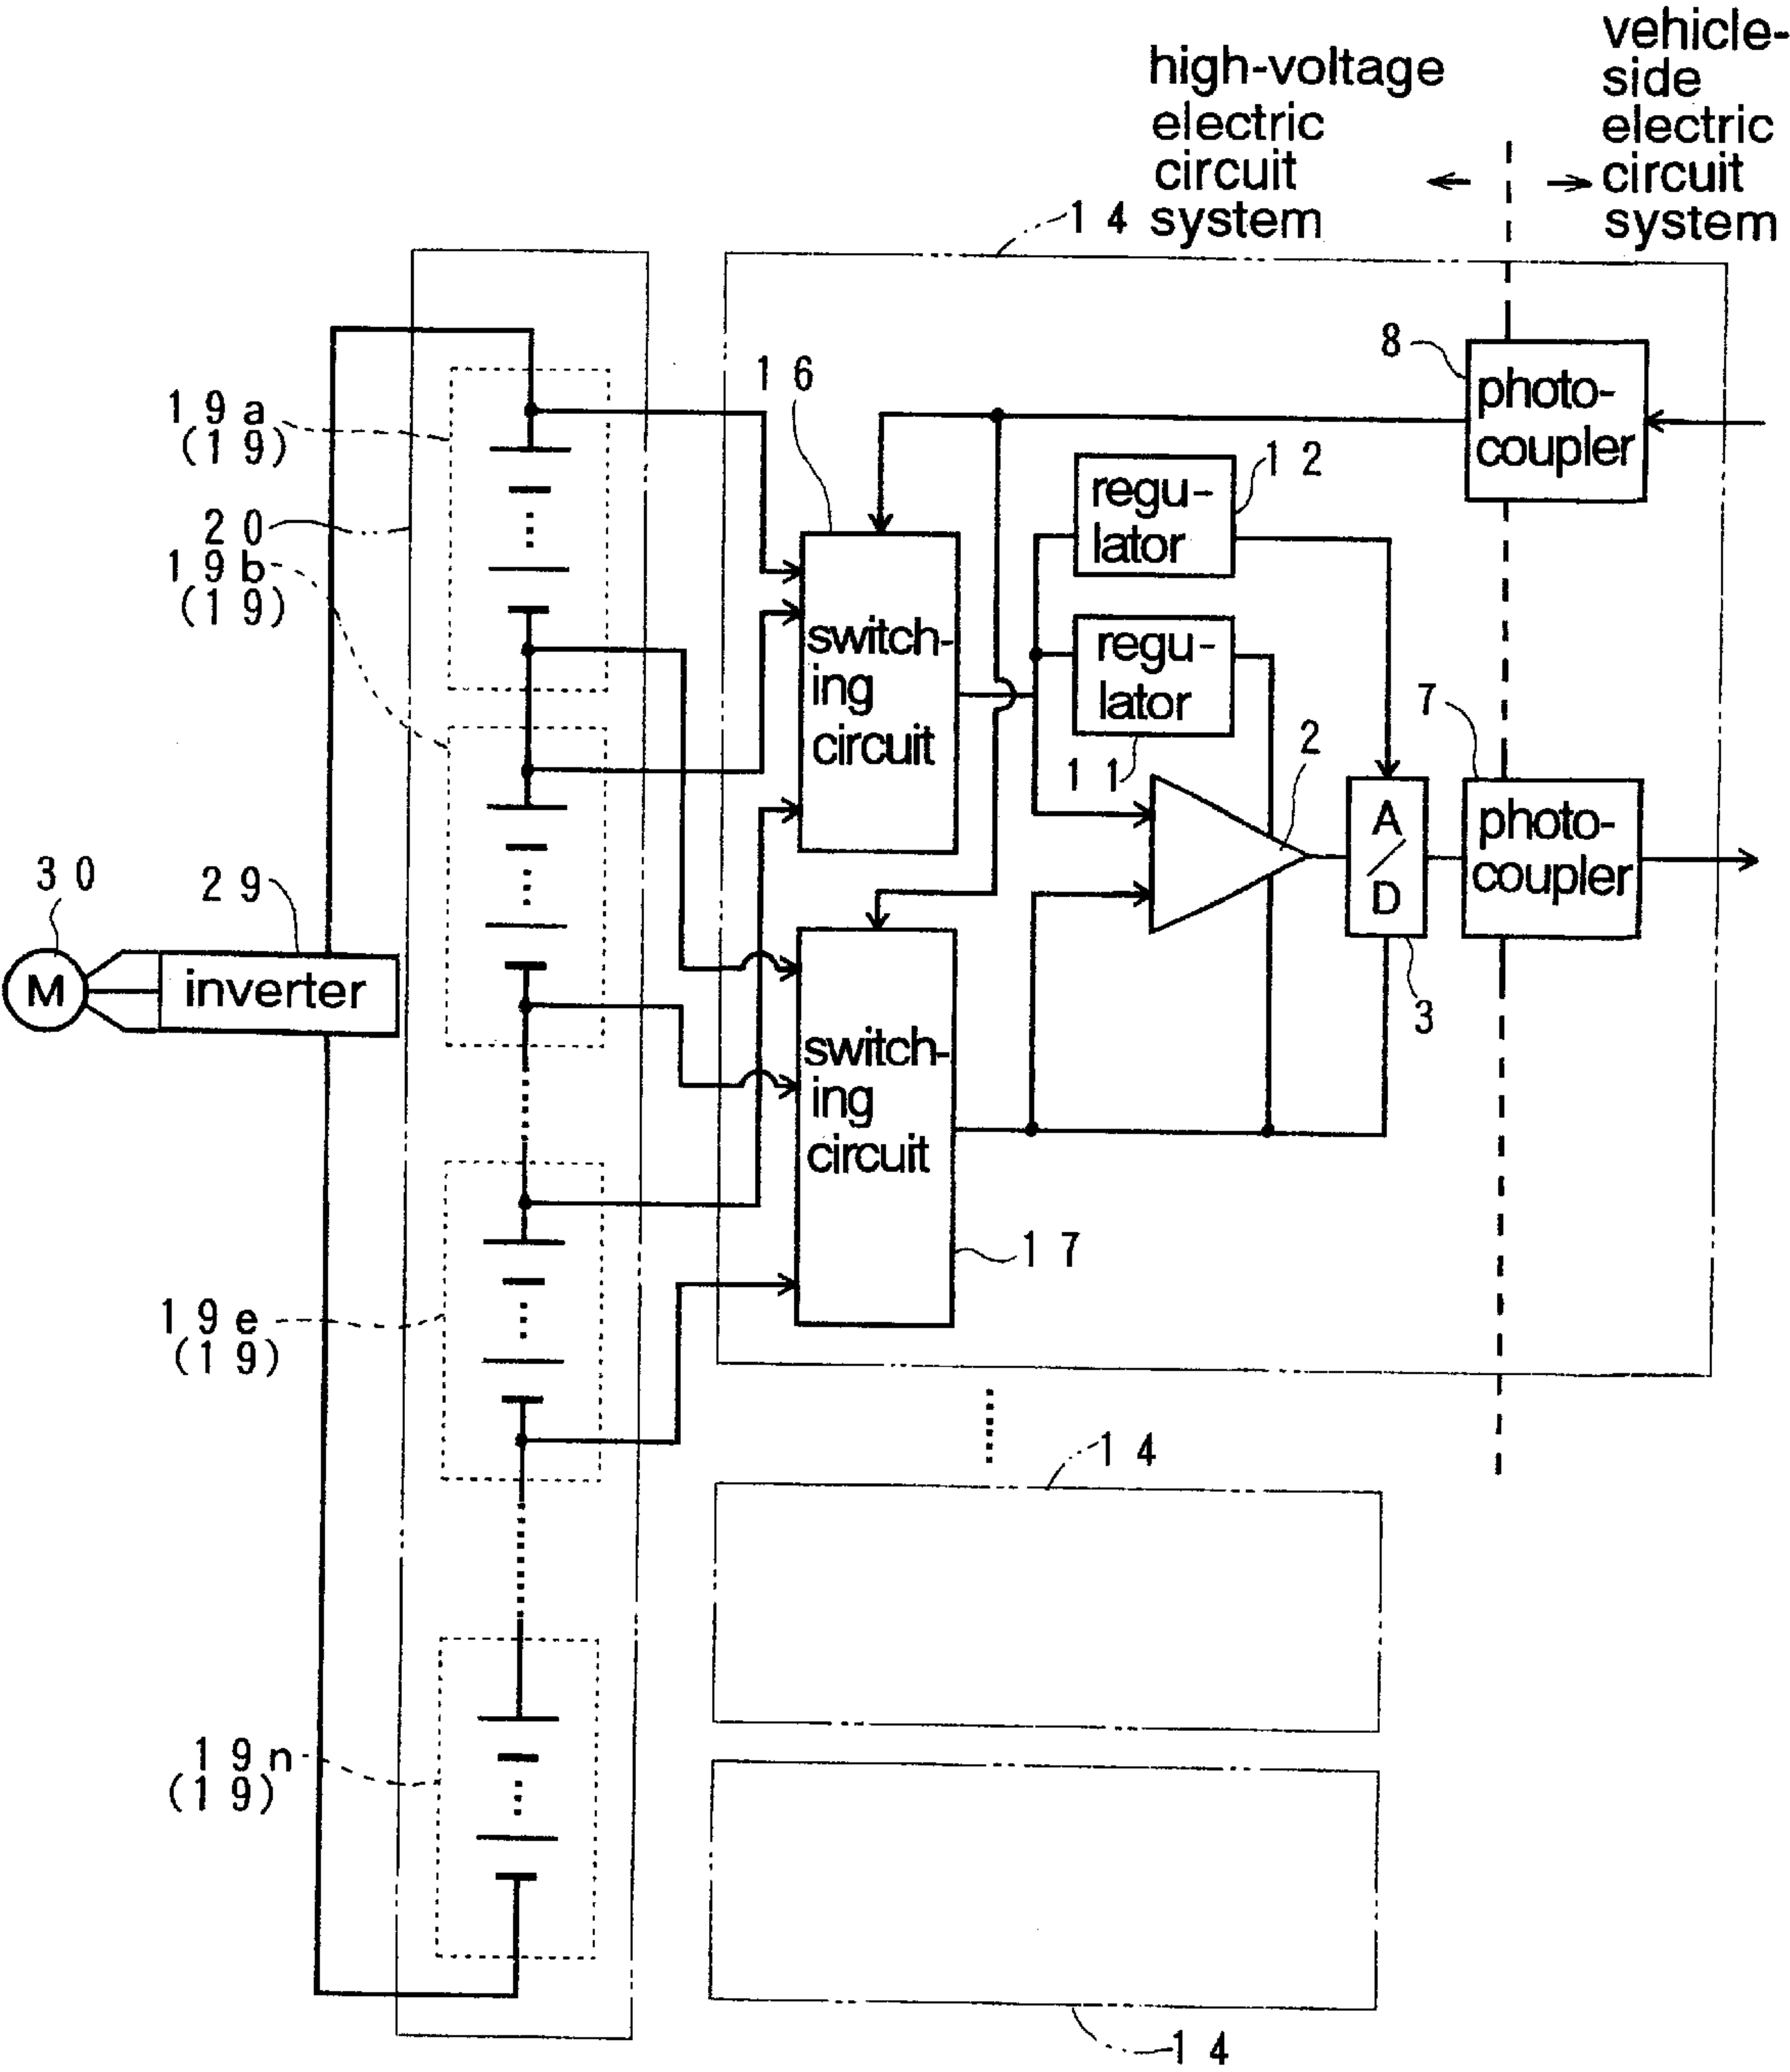 high-voltage
electric
circuit
system
vehicle-
side
electric
circuit
system
14
8
photo-
coupler
16
19a
(19)
12
regu-
lator
20
19b
(19)
switch-
ing
circuit
regu-
lator
11
2
7
A
/
D
photo-
coupler
3
30
29
M
inverter
switch-
ing
circuit
17
19e
(19)
14
19n
(19)
14